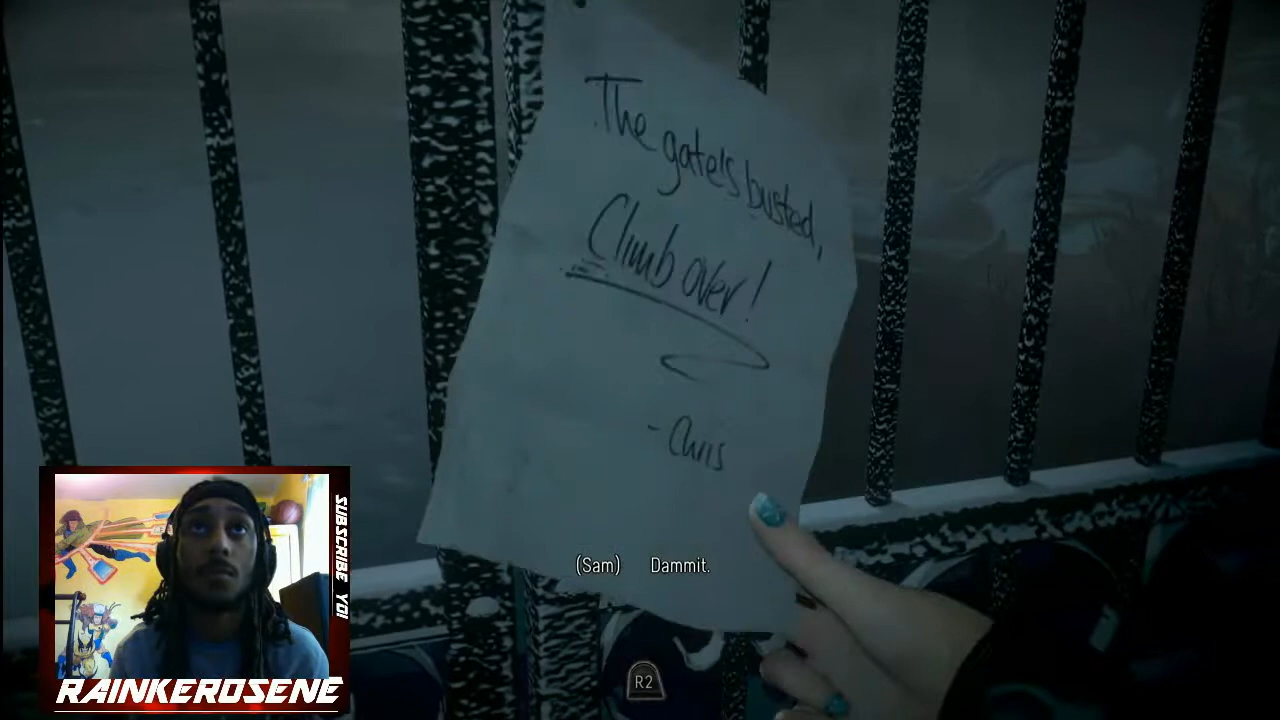 The gate's busted,
Climb over!
- Chris
(Sam) Dammit.
R2
SUBSCRIBE YO!
RAINKEROSENE